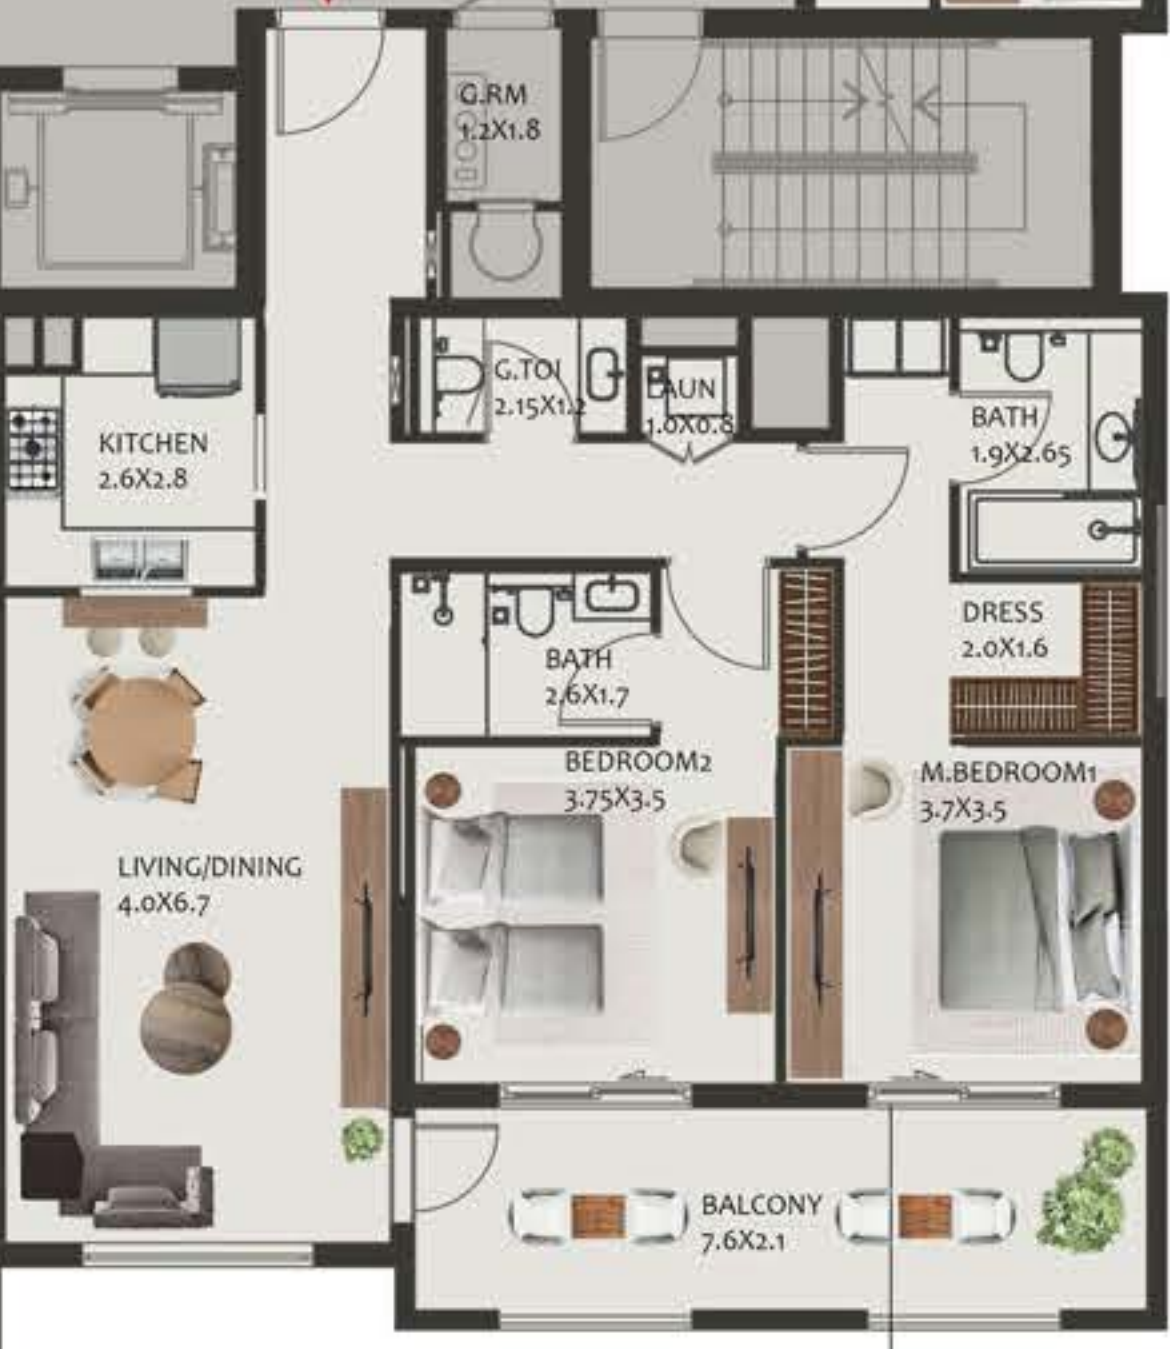 G.RM
1.2X1.8
G.TOI
2.15X1.2
LAUN
1.0X0.8
BATH
1.9X2.65
KITCHEN
2.6X2.8
DRESS
2.0X1.6
BATH
2.6X1.7
BEDROOM2
3.75X3.5
M.BEDROOM1
3.7X3.5
LIVING/DINING
4.0X6.7
BALCONY
7.6X2.1